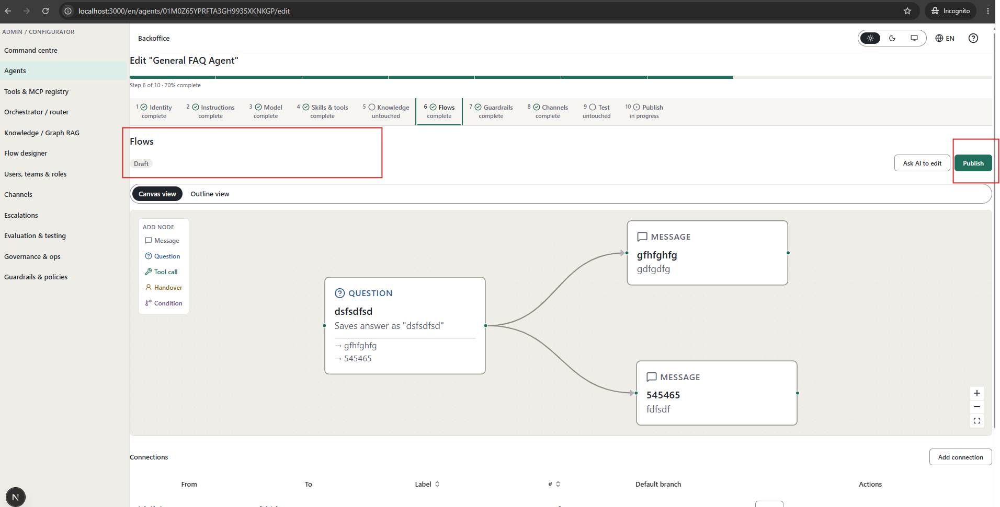 localhost:3000/en/agents/01M0Z65YPRFTA3GH9935XKNKGP/edit
Incognito
ADMIN / CONFIGURATOR
Command centre
Agents
Tools & MCP registry
Orchestrator / router
Knowledge / Graph RAG
Flow designer
Users, teams & roles
Channels
Escalations
Evaluation & testing
Governance & ops
Guardrails & policies
N
Backoffice
EN
Edit "General FAQ Agent"
Step 6 of 10 · 70% complete
1 Identity
complete
2 Instructions
complete
3 Model
complete
4 Skills & tools
complete
5 Knowledge
untouched
6 Flows
complete
7 Guardrails
complete
8 Channels
complete
9 Test
untouched
10 Publish
in progress
Flows
Draft
Ask AI to edit
Publish
Canvas view
Outline view
ADD NODE
Message
Question
Tool call
Handover
Condition
QUESTION
dsfsdfsd
Saves answer as "dsfsdfsd"
→ gfhfghfg
→ 545465
MESSAGE
gfhfghfg
gdfgdfg
MESSAGE
545465
fdfsdf
Connections
Add connection
From To Label # Default branch Actions